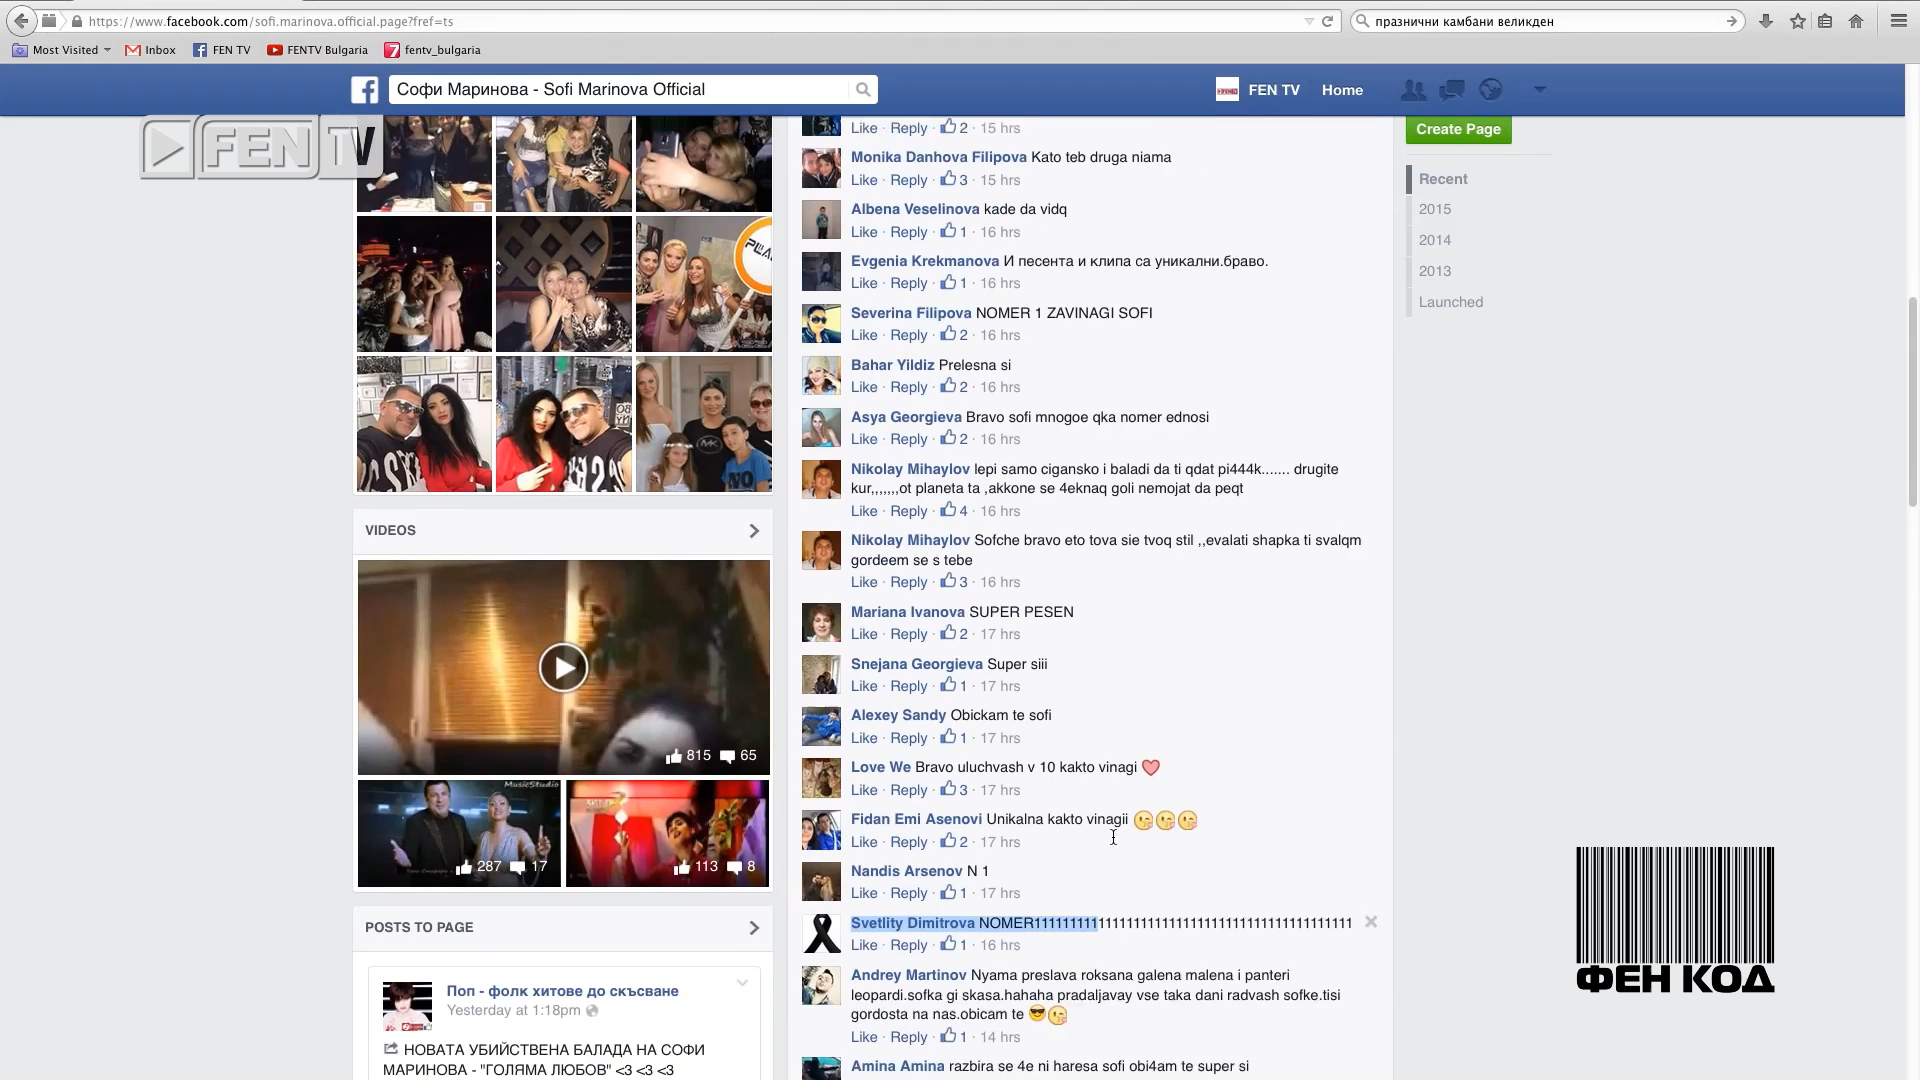 https://www.facebook.com/sofi.marinova.official.page?fref=ts
празнични камбани великден
Most Visited
Inbox
FEN TV
FENTV Bulgaria
fentv_bulgaria
Софи Маринова - Sofi Marinova Official
FEN TV
Home
FEN TV
Like · Reply · 2 · 15 hrs
Monika Danhova Filipova Kato teb druga niama
Like · Reply · 3 · 15 hrs
Albena Veselinova kade da vidq
Like · Reply · 1 · 16 hrs
Evgenia Krekmanova И песента и клипа са уникални.браво.
Like · Reply · 1 · 16 hrs
Severina Filipova NOMER 1 ZAVINAGI SOFI
Like · Reply · 2 · 16 hrs
Bahar Yildiz Prelesna si
Like · Reply · 2 · 16 hrs
Asya Georgieva Bravo sofi mnogoe qka nomer ednosi
Like · Reply · 2 · 16 hrs
Nikolay Mihaylov lepi samo cigansko i baladi da ti qdat pi444k....... drugite
kur,,,,,,,ot planeta ta ,akkone se 4eknaq goli nemojat da peqt
Like · Reply · 4 · 16 hrs
Nikolay Mihaylov Sofche bravo eto tova sie tvoq stil ,,evalati shapka ti svalqm
gordeem se s tebe
Like · Reply · 3 · 16 hrs
Mariana Ivanova SUPER PESEN
Like · Reply · 2 · 17 hrs
Snejana Georgieva Super siii
Like · Reply · 1 · 17 hrs
Alexey Sandy Obickam te sofi
Like · Reply · 1 · 17 hrs
Love We Bravo uluchvash v 10 kakto vinagi ❤
Like · Reply · 3 · 17 hrs
Fidan Emi Asenovi Unikalna kakto vinagii 😘😘😘
Like · Reply · 2 · 17 hrs
Nandis Arsenov N 1
Like · Reply · 1 · 17 hrs
Svetlity Dimitrova NOMER111111111111111111111111111111111111111111111
Like · Reply · 1 · 16 hrs
Andrey Martinov Nyama preslava roksana galena malena i panteri
leopardi.sofka gi skasa.hahaha pradaljavay vse taka dani radvash sofke.tisi
gordosta na nas.obicam te 😎😘
Like · Reply · 1 · 14 hrs
Amina Amina razbira se 4e ni haresa sofi obi4am te super si
Create Page
Recent
2015
2014
2013
Launched
VIDEOS
815 65
MusicStudio
287 17
113 8
POSTS TO PAGE
Поп - фолк хитове до скъсване
Yesterday at 1:18pm
НОВАТА УБИЙСТВЕНА БАЛАДА НА СОФИ
МАРИНОВА - "ГОЛЯМА ЛЮБОВ" <3 <3 <3
ФЕН КОД